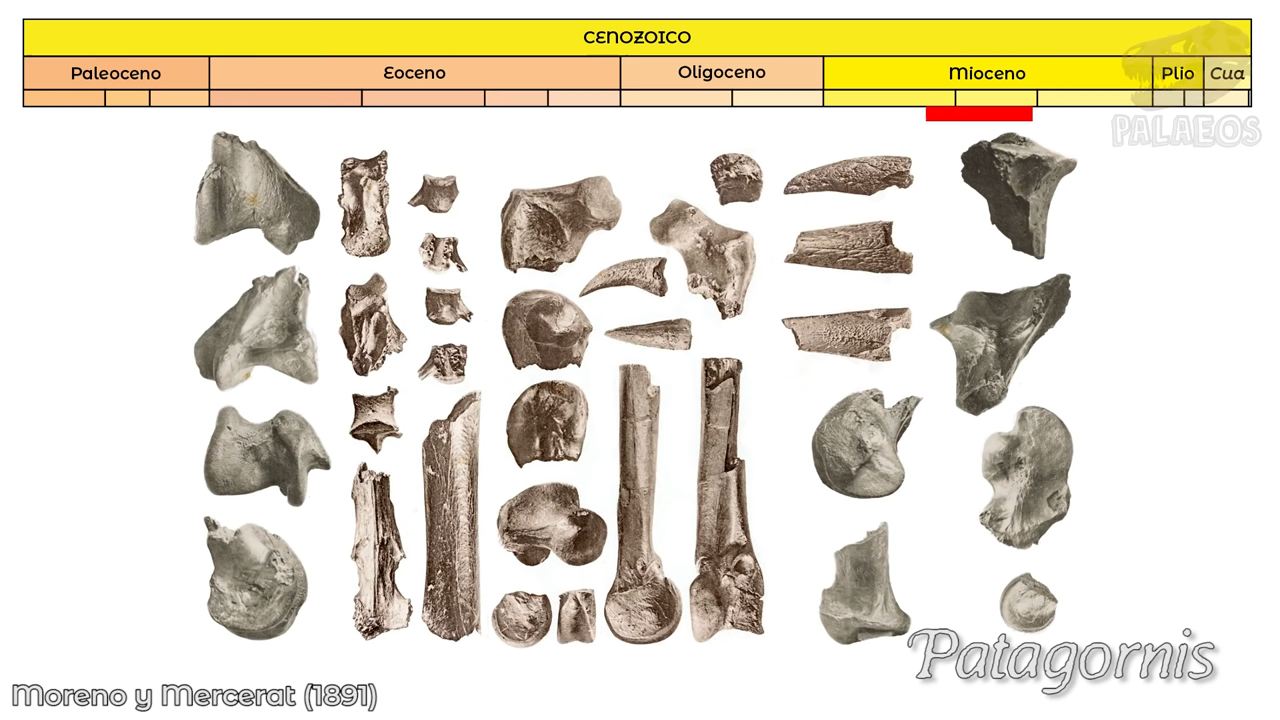 CENOZOICO
Paleoceno Eoceno Oligoceno Mioceno Plio Cua
PALAEOS
Patagornis
Moreno y Mercerat (1891)